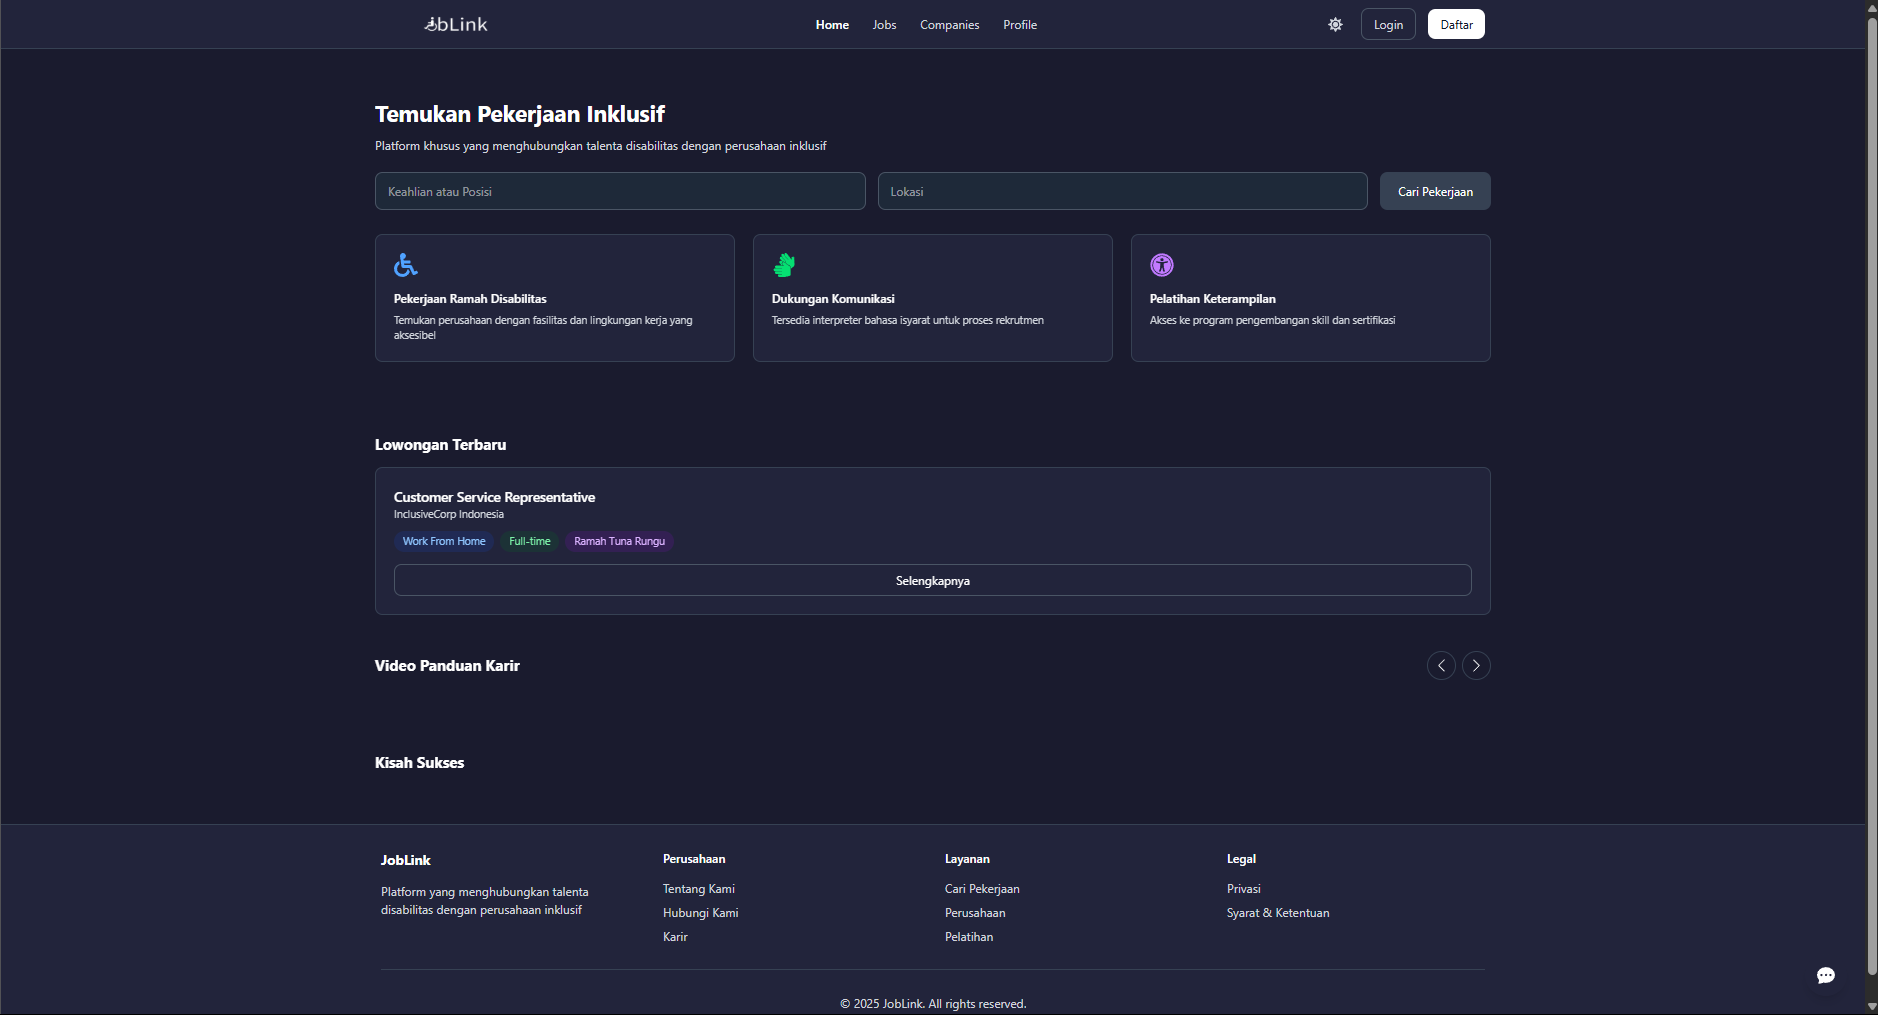 JobLink
Home
Jobs
Companies
Profile
Login
Daftar
Temukan Pekerjaan Inklusif
Platform khusus yang menghubungkan talenta disabilitas dengan perusahaan inklusif
Keahlian atau Posisi
Lokasi
Cari Pekerjaan
Pekerjaan Ramah Disabilitas
Temukan perusahaan dengan fasilitas dan lingkungan kerja yang
aksesibel
Dukungan Komunikasi
Tersedia interpreter bahasa isyarat untuk proses rekrutmen
Pelatihan Keterampilan
Akses ke program pengembangan skill dan sertifikasi
Lowongan Terbaru
Customer Service Representative
InclusiveCorp Indonesia
Work From Home
Full-time
Ramah Tuna Rungu
Selengkapnya
Video Panduan Karir
Kisah Sukses
JobLink
Platform yang menghubungkan talenta
disabilitas dengan perusahaan inklusif
Perusahaan
Tentang Kami
Hubungi Kami
Karir
Layanan
Cari Pekerjaan
Perusahaan
Pelatihan
Legal
Privasi
Syarat & Ketentuan
© 2025 JobLink. All rights reserved.